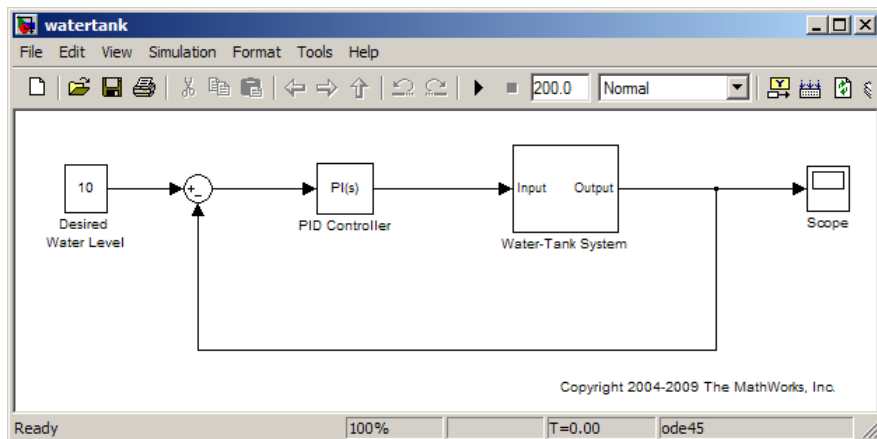 watertank
File Edit View Simulation Format Tools Help
200.0 Normal
10
+
-
PI(s)
Input Output
Desired
Water Level
PID Controller
Water-Tank System
Scope
Copyright 2004-2009 The MathWorks, Inc.
Ready 100% T=0.00 ode45